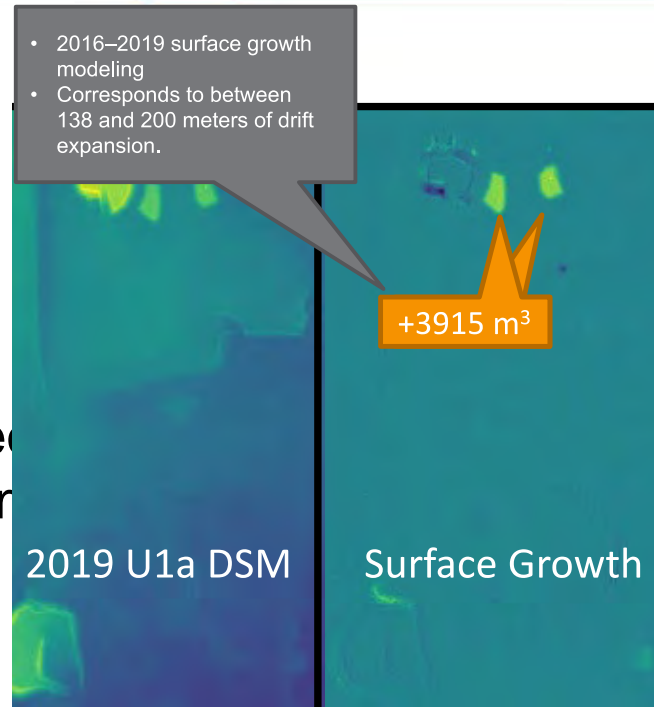 • 2016–2019 surface growth
modeling
• Corresponds to between
138 and 200 meters of drift
expansion.
+3915 m³
2019 U1a DSM
Surface Growth